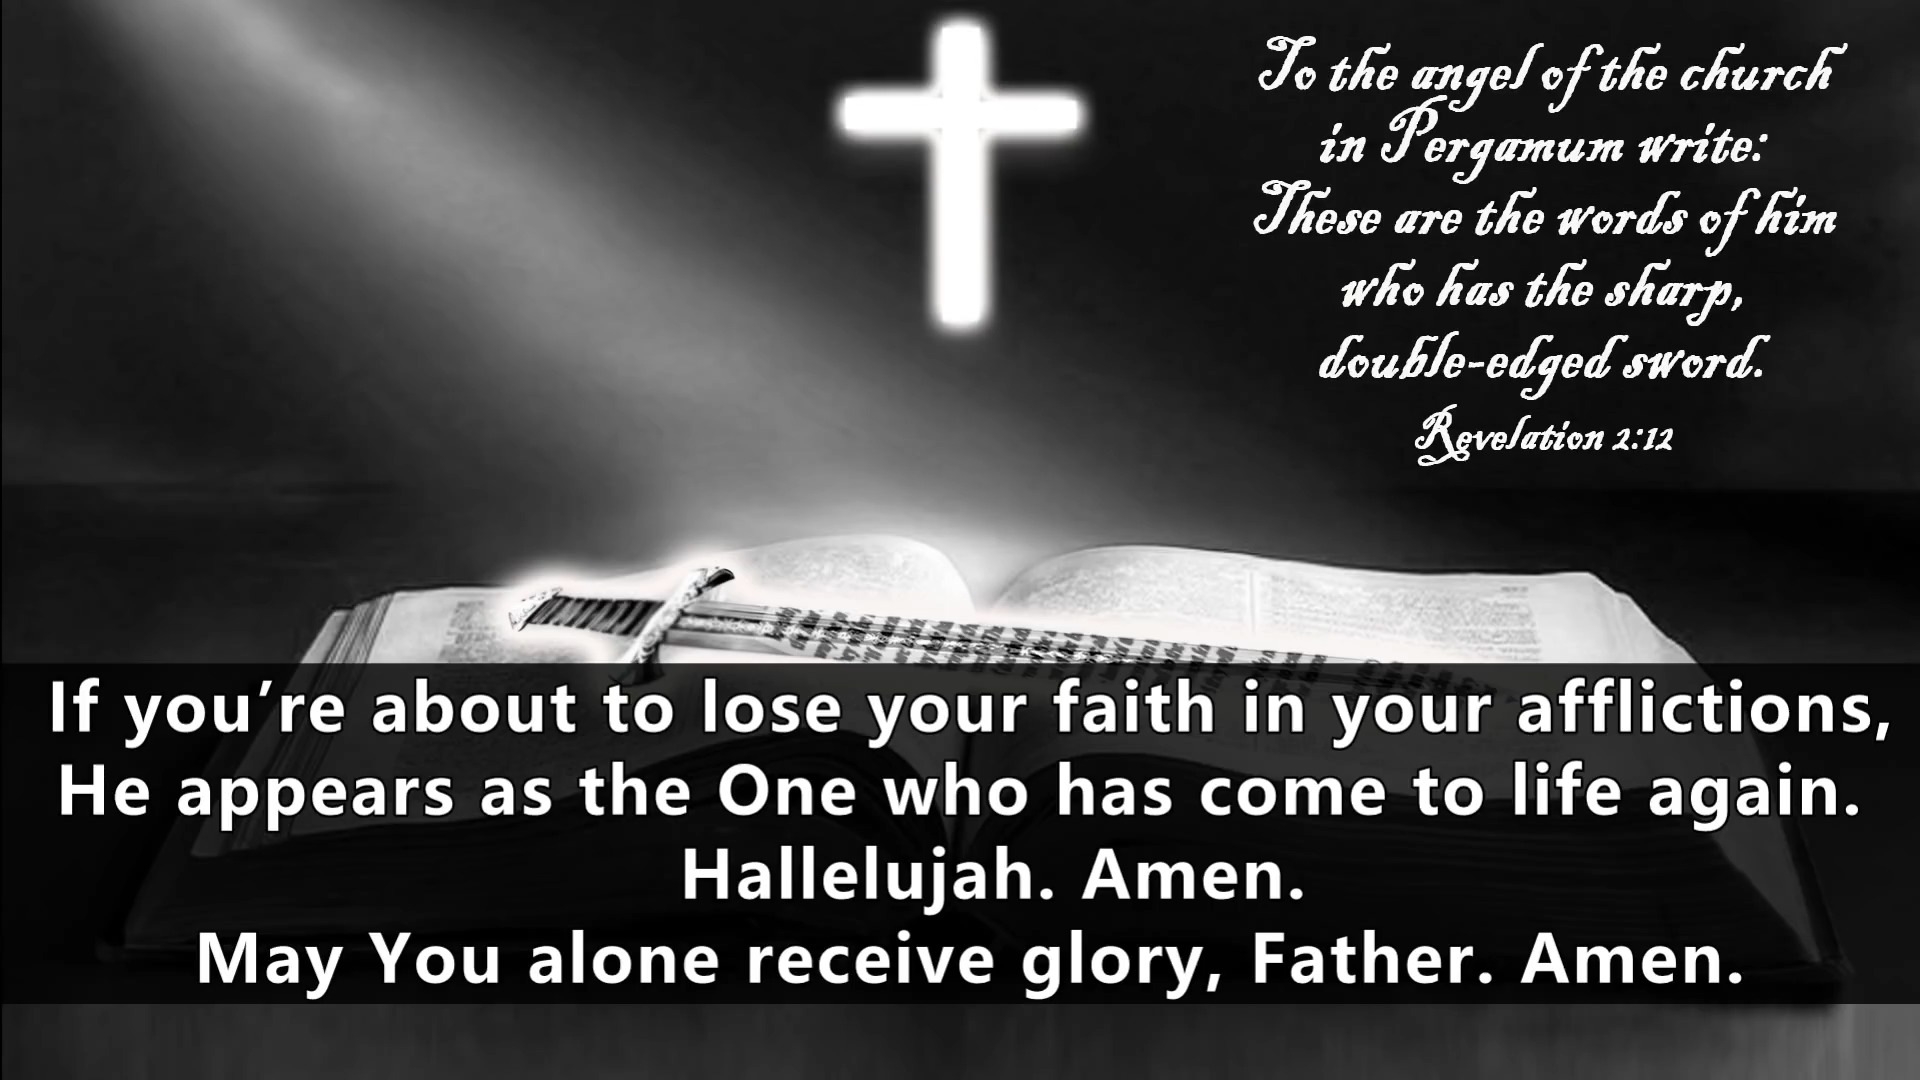 To the angel of the church
in Pergamum write:
These are the words of him
who has the sharp,
double-edged sword.
Revelation 2:12
If you’re about to lose your faith in your afflictions,
He appears as the One who has come to life again.
Hallelujah. Amen.
May You alone receive glory, Father. Amen.